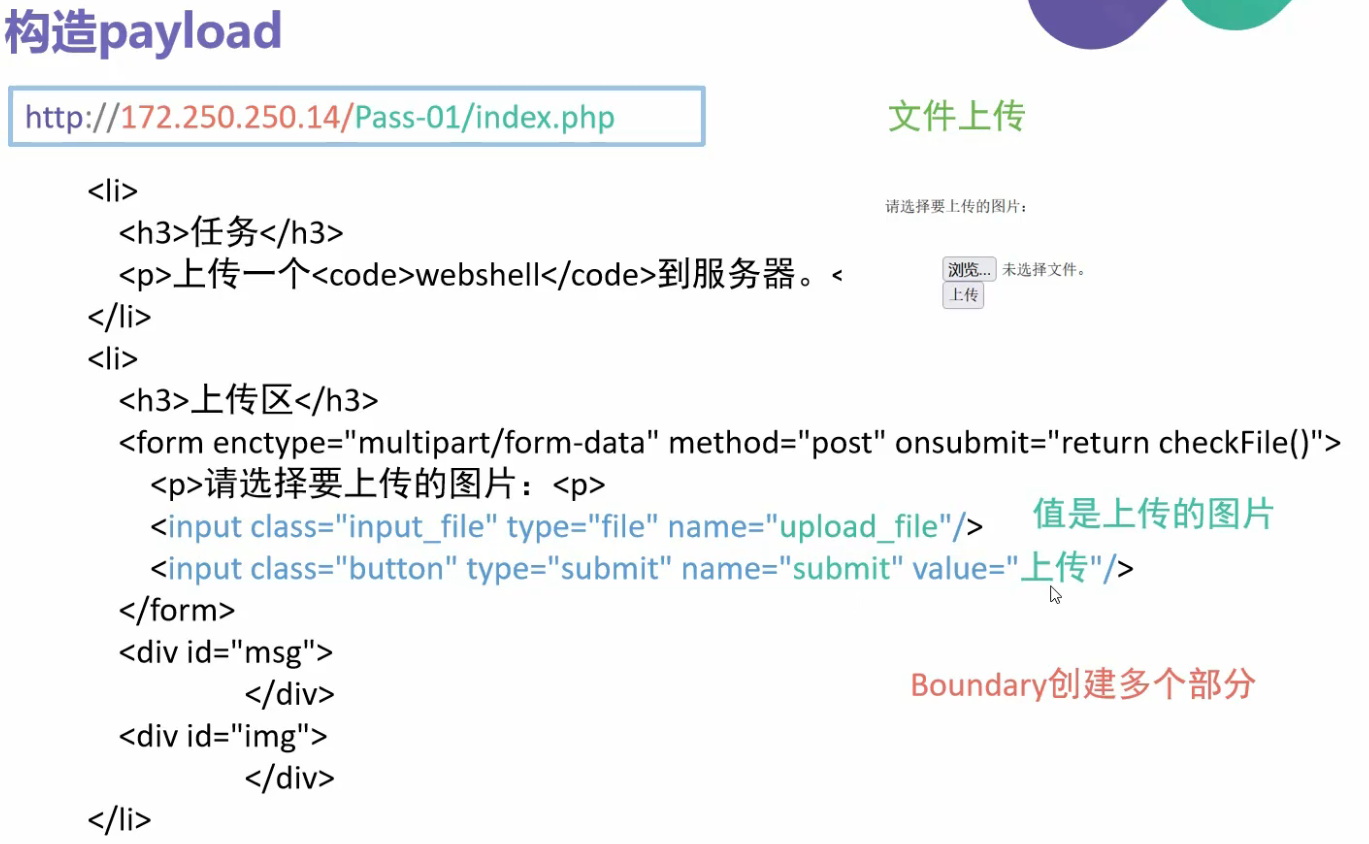 构造payload
http://172.250.250.14/Pass-01/index.php
文件上传
<li>
<h3>任务</h3>
<p>上传一个<code>webshell</code>到服务器。<
</li>
<li>
<h3>上传区</h3>
<form enctype="multipart/form-data" method="post" onsubmit="return checkFile()">
<p>请选择要上传的图片：<p>
<input class="input_file" type="file" name="upload_file"/>
<input class="button" type="submit" name="submit" value="上传"/>
</form>
<div id="msg">
</div>
<div id="img">
</div>
</li>
请选择要上传的图片：
浏览... 未选择文件。
上传
值是上传的图片
Boundary创建多个部分